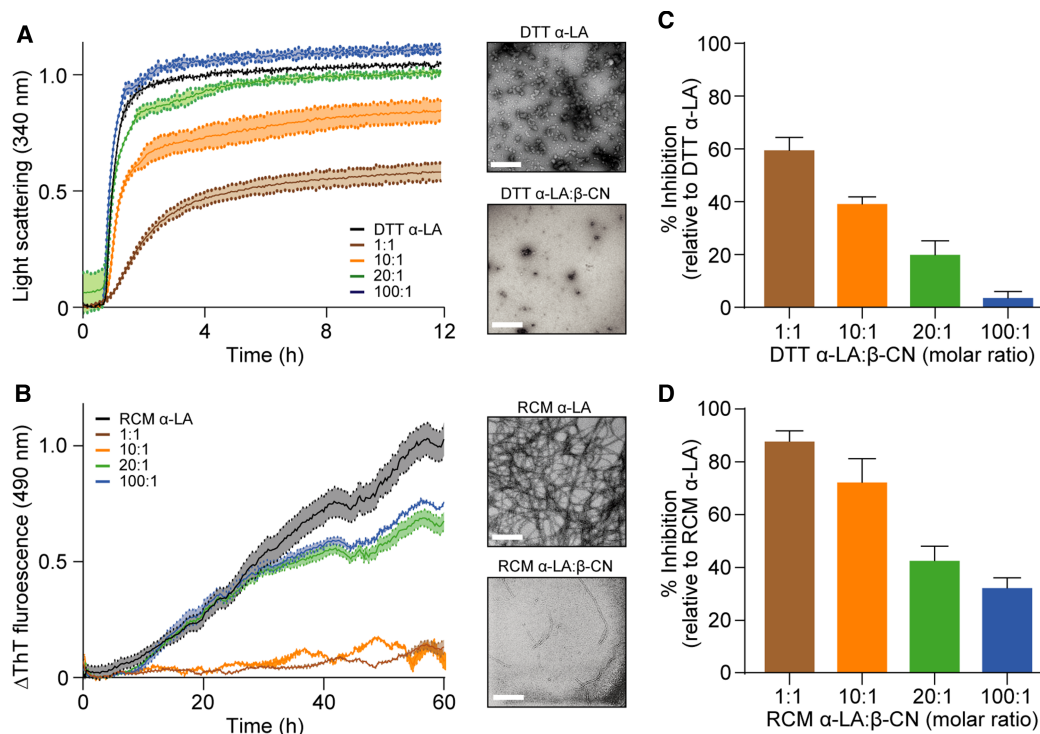 A
Light scattering (340 nm)
1.0
0.5
0
0
4
8
12
Time (h)
DTT α-LA
1:1
10:1
20:1
100:1
DTT α-LA
DTT α-LA:β-CN
C
% Inhibition
(relative to DTT α-LA)
100
80
60
40
20
0
1:1
10:1
20:1
100:1
DTT α-LA:β-CN (molar ratio)
B
ΔThT fluroescence (490 nm)
1.0
0.5
0
0
20
40
60
Time (h)
RCM α-LA
1:1
10:1
20:1
100:1
RCM α-LA
RCM α-LA:β-CN
D
% Inhibition
(relative to RCM α-LA)
100
80
60
40
20
0
1:1
10:1
20:1
100:1
RCM α-LA:β-CN (molar ratio)